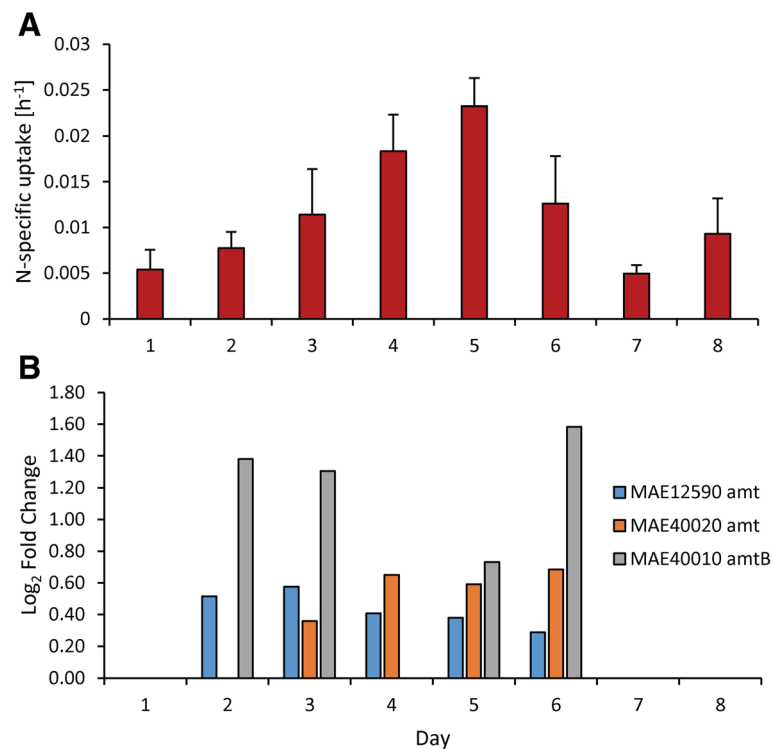 A
N-specific uptake [h-1]
0.03
0.025
0.02
0.015
0.01
0.005
0
1 2 3 4 5 6 7 8
B
Log2 Fold Change
1.80
1.60
1.40
1.20
1.00
0.80
0.60
0.40
0.20
0.00
MAE12590 amt
MAE40020 amt
MAE40010 amtB
1 2 3 4 5 6 7 8
Day